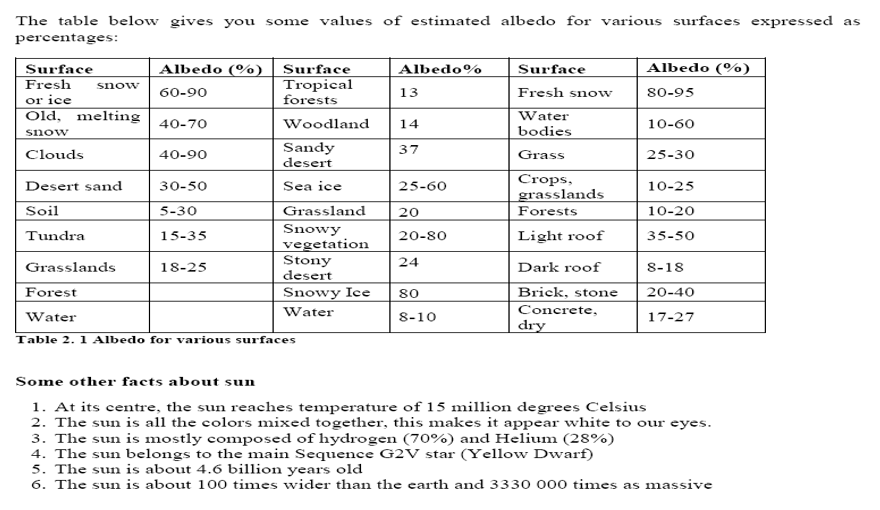 The table below gives you some values of estimated albedo for various surfaces expressed as
percentages:
Surface Albedo (%) Surface Albedo% Surface Albedo (%)
Fresh snow or ice 60-90 Tropical forests 13 Fresh snow 80-95
Old, melting snow 40-70 Woodland 14 Water bodies 10-60
Clouds 40-90 Sandy desert 37 Grass 25-30
Desert sand 30-50 Sea ice 25-60 Crops, grasslands 10-25
Soil 5-30 Grassland 20 Forests 10-20
Tundra 15-35 Snowy vegetation 20-80 Light roof 35-50
Grasslands 18-25 Stony desert 24 Dark roof 8-18
Forest Snowy Ice 80 Brick, stone 20-40
Water Water 8-10 Concrete, dry 17-27
Table 2. 1 Albedo for various surfaces
Some other facts about sun
1. At its centre, the sun reaches temperature of 15 million degrees Celsius
2. The sun is all the colors mixed together, this makes it appear white to our eyes.
3. The sun is mostly composed of hydrogen (70%) and Helium (28%)
4. The sun belongs to the main Sequence G2V star (Yellow Dwarf)
5. The sun is about 4.6 billion years old
6. The sun is about 100 times wider than the earth and 3330 000 times as massive